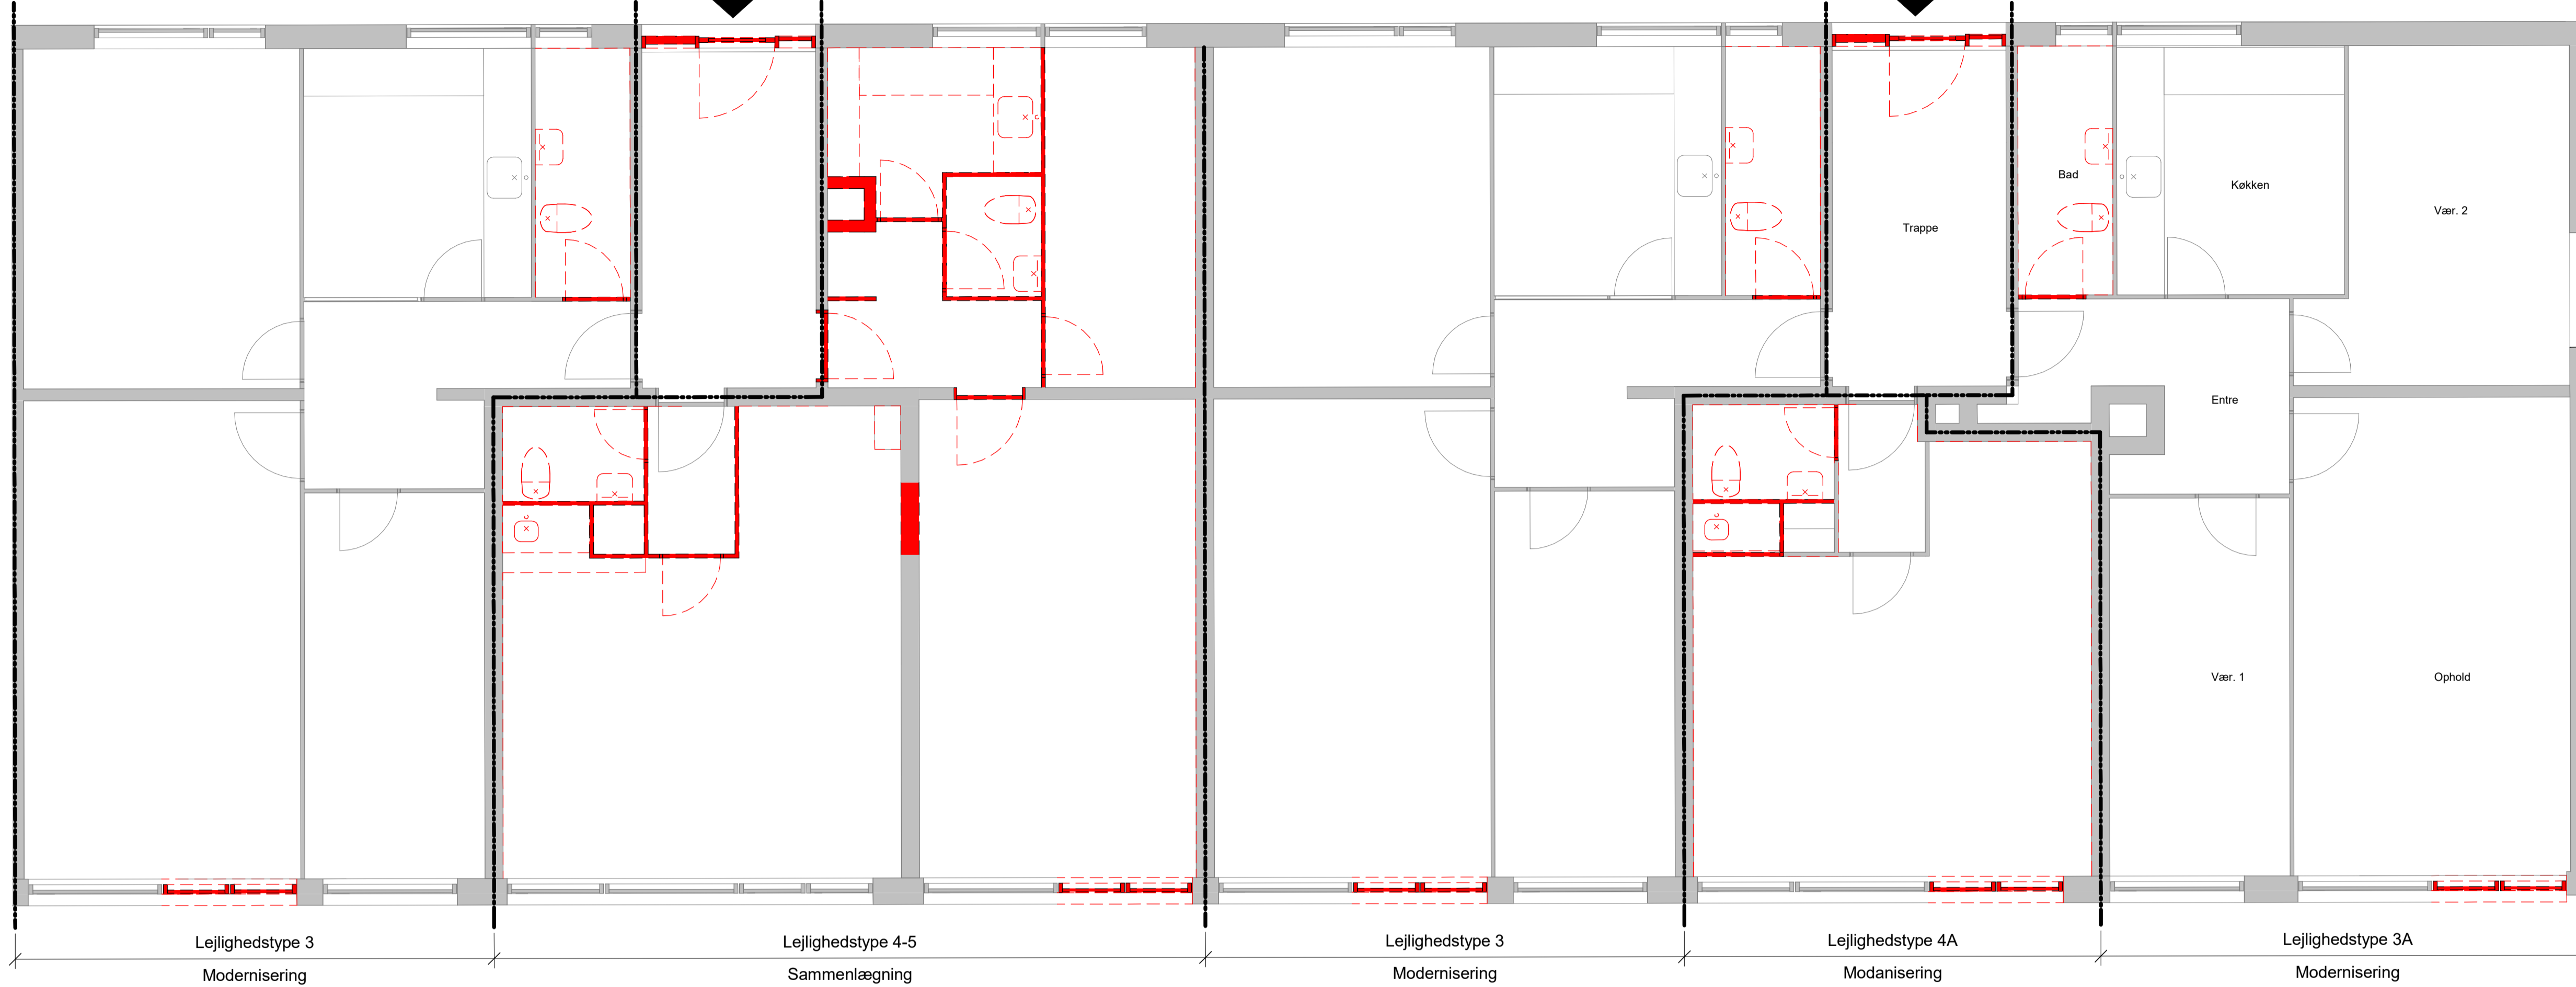 Bad
Køkken
Vær. 2
Trappe
Entre
Vær. 1
Ophold
Lejlighedstype 3
Lejlighedstype 4-5
Lejlighedstype 3
Lejlighedstype 4A
Lejlighedstype 3A
Modernisering
Sammenlægning
Modernisering
Modanisering
Modernisering